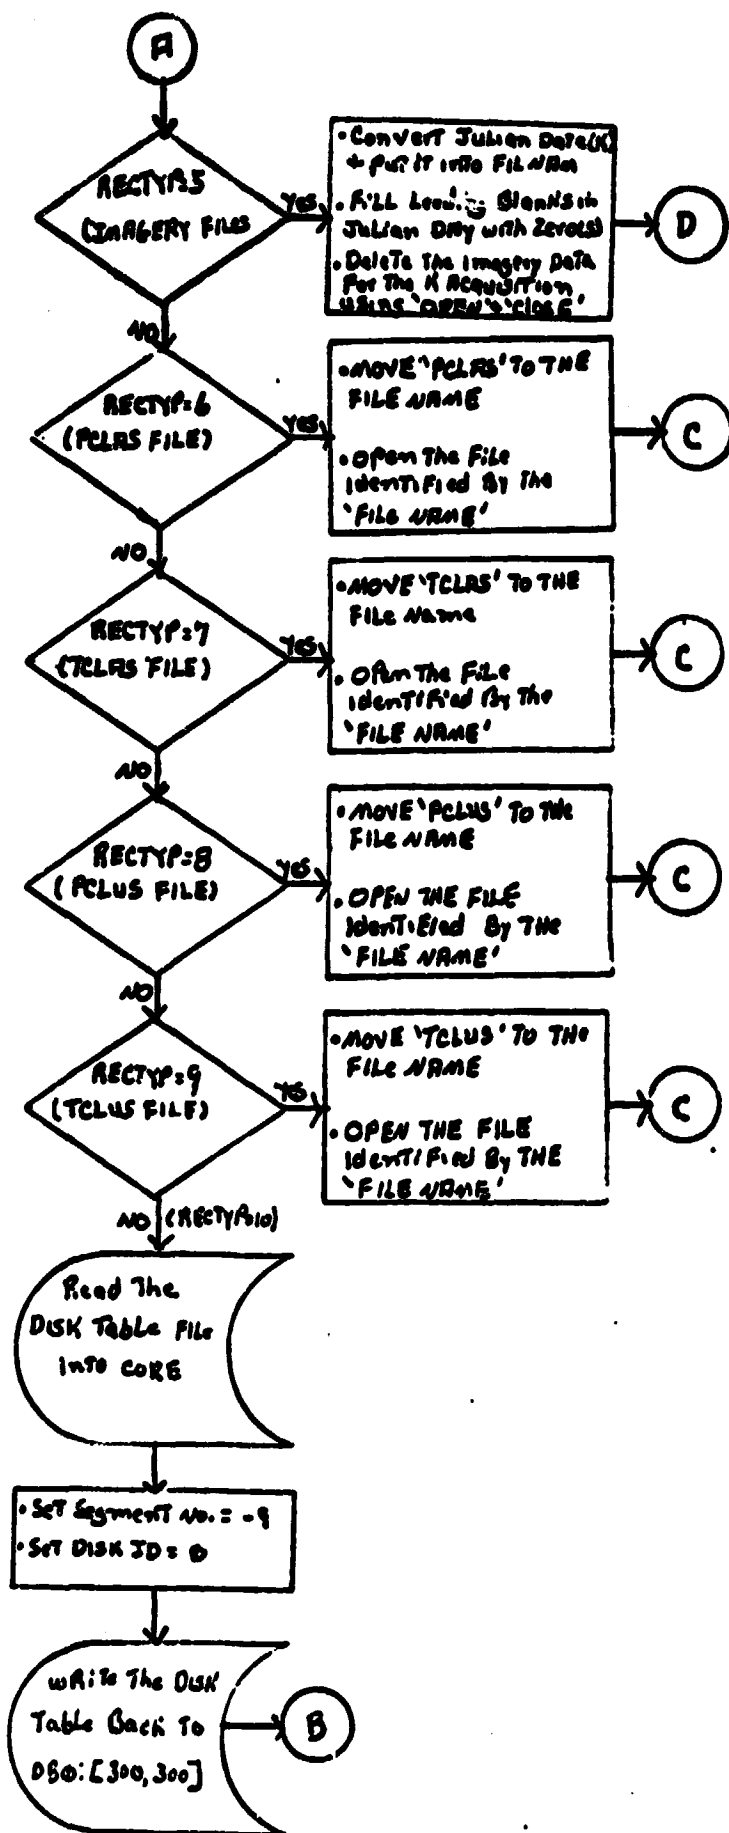 A
RECTYP=5
(IMAGERY FILES
YES
• Convert Julian Date(K)
+ Put it into FILNAM
• Fill Leading Blanks in
Julian Day with Zero(s)
• Delete The Imagery Data
For The K Acquisition
using 'OPEN' + 'CLOSE'
D
NO
RECTYP=6
(PCLAS FILE)
YES
• MOVE 'PCLAS' TO THE
FILE NAME
• Open The File
Identified By The
'FILE NAME'
C
NO
RECTYP=7
(TCLAS FILE)
YES
• MOVE 'TCLAS' TO THE
File Name
• Open The File
Identified By The
'FILE NAME'
C
NO
RECTYP=8
(PCLUS FILE)
YES
• MOVE 'PCLUS' TO THE
FILE NAME
• OPEN THE FILE
Identified By THE
'FILE NAME'
C
NO
RECTYP=9
(TCLUS FILE)
YES
• MOVE 'TCLUS' TO THE
FILE NAME
• OPEN THE FILE
Identified By THE
'FILE NAME'
C
NO (RECTYP=10)
Read The
DISK Table File
INTO CORE
• SET Segment No. = -9
• SET DISK ID = 0
Write The Disk
Table Back To
DB0:[300,300]
B